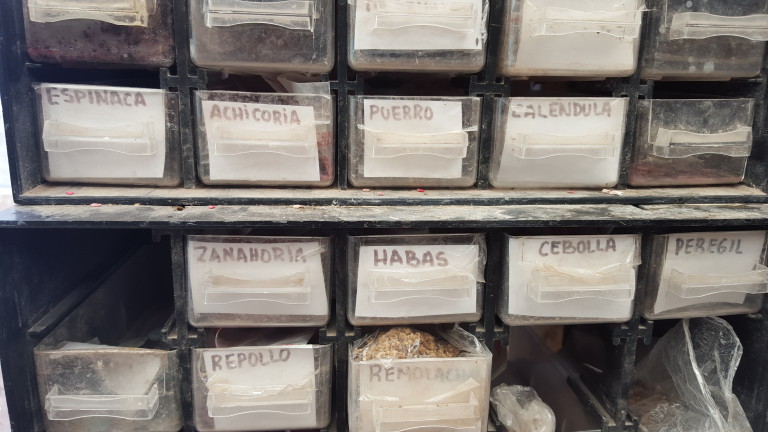 ESPINACA
ACHICORIA
PUERRO
CALENDULA
ZANAHORIA
HABAS
CEBOLLA
PEREGIL
REPOLLO
REMOLACHA